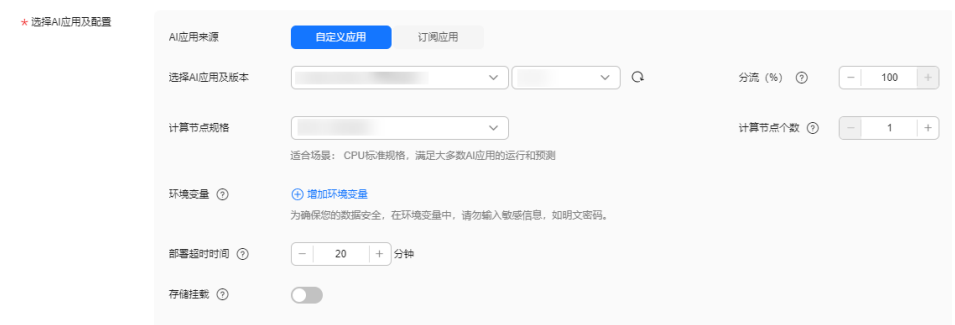 * 选择AI应用及配置
AI应用来源 自定义应用 订阅应用
选择AI应用及版本 分流（%） ? − 100 +
计算节点规格 计算节点个数 ? − 1 +
适合场景： CPU标准规格，满足大多数AI应用的运行和预测
环境变量 ? 增加环境变量
为确保您的数据安全，在环境变量中，请勿输入敏感信息，如明文密码。
部署超时时间 ? − 20 + 分钟
存储挂载 ?